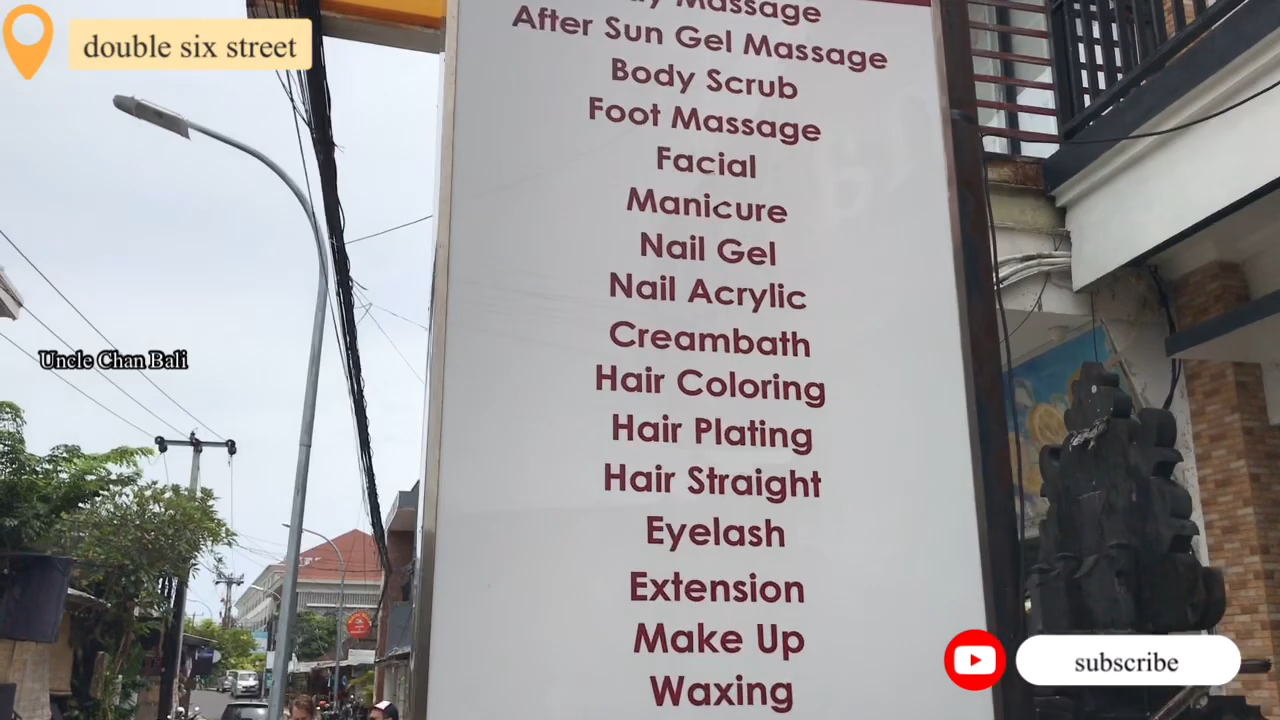 double six street
Massage
After Sun Gel Massage
Body Scrub
Foot Massage
Facial
Manicure
Nail Gel
Nail Acrylic
Creambath
Hair Coloring
Hair Plating
Hair Straight
Eyelash
Extension
Make Up
Waxing
Uncle Chan Bali
subscribe